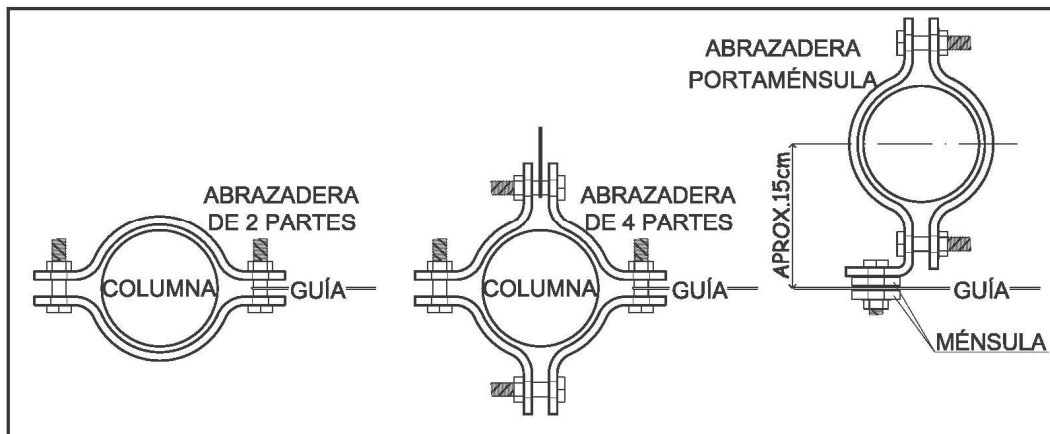 ABRAZADERA
DE 2 PARTES
COLUMNA
GUÍA
ABRAZADERA
DE 4 PARTES
COLUMNA
GUÍA
ABRAZADERA
PORTAMÉNSULA
APROX.15cm
GUÍA
MÉNSULA